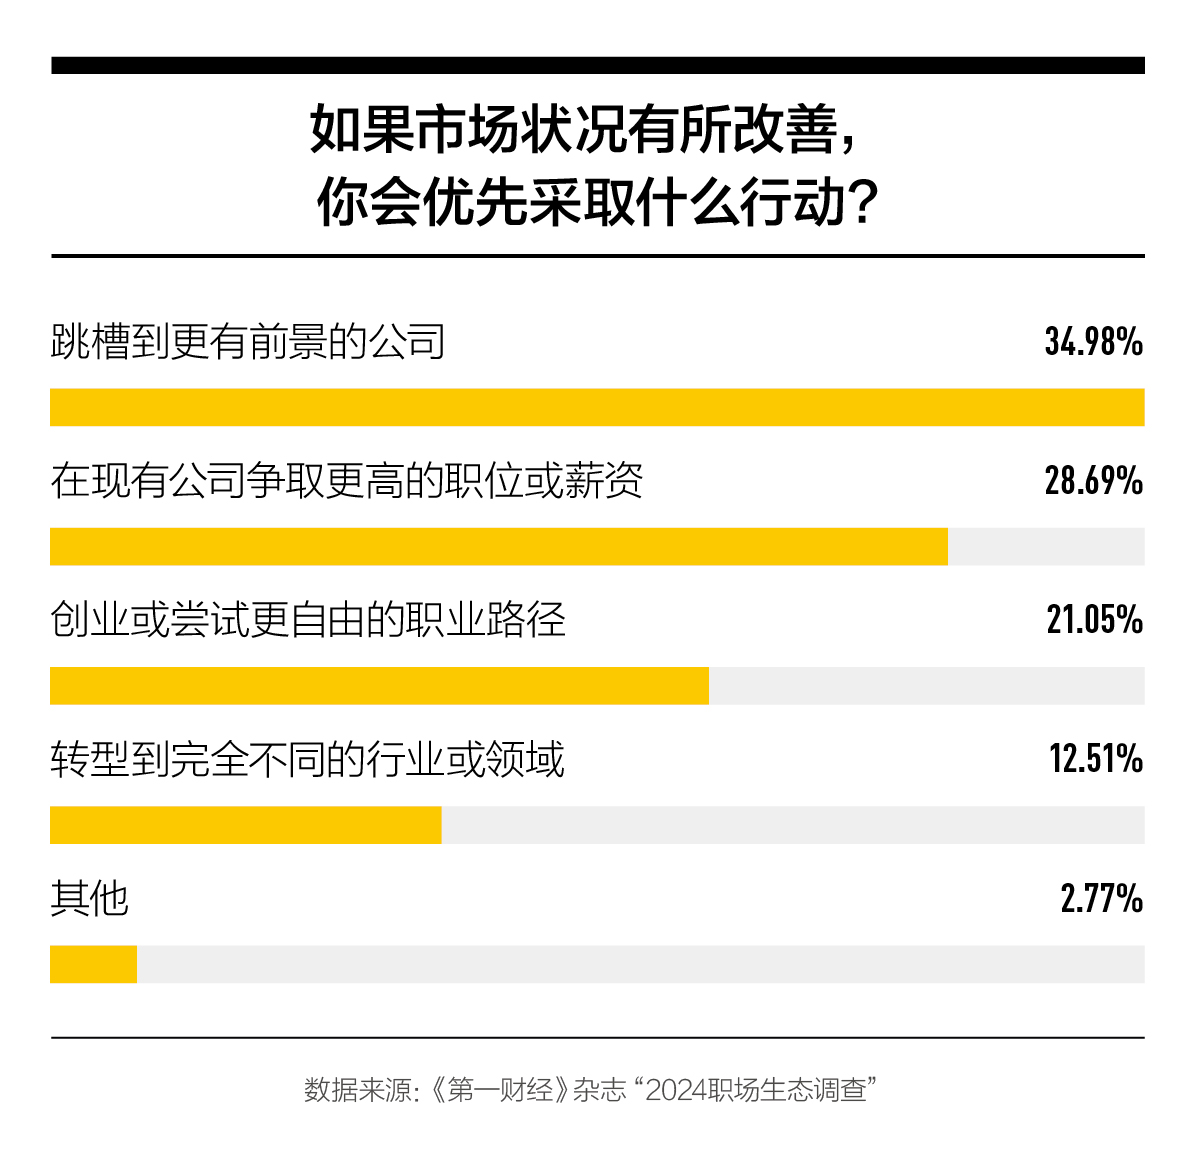 如果市场状况有所改善，
你会优先采取什么行动？
跳槽到更有前景的公司 34.98%
在现有公司争取更高的职位或薪资 28.69%
创业或尝试更自由的职业路径 21.05%
转型到完全不同的行业或领域 12.51%
其他 2.77%
数据来源：《第一财经》杂志“2024职场生态调查”